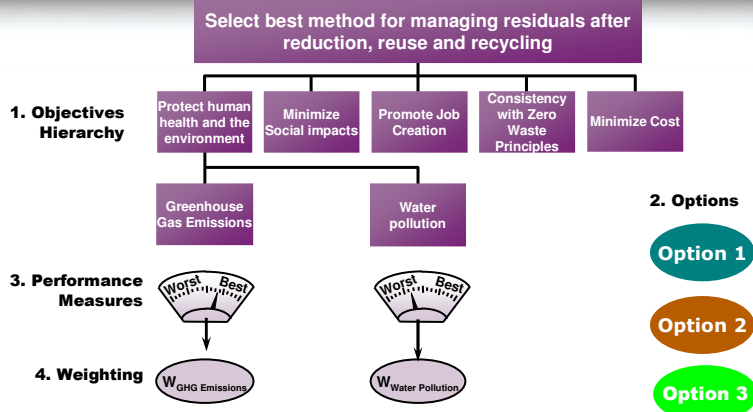 Select best method for managing residuals after
reduction, reuse and recycling
1. Objectives
Hierarchy
Protect human
health and the
environment
Minimize
Social impacts
Promote Job
Creation
Consistency
with Zero
Waste
Principles
Minimize Cost
Greenhouse
Gas Emissions
Water
pollution
2. Options
Option 1
Option 2
Option 3
3. Performance
Measures
Worst Best
Worst Best
4. Weighting
WGHG Emissions
WWater Pollution